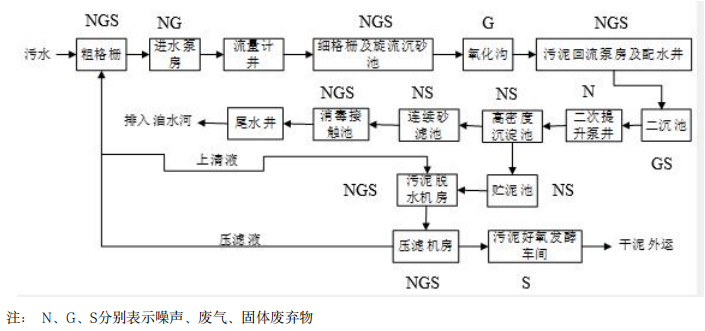 NGS NG NGS G NGS
污水 粗格栅 进水泵房 流量计井 细格栅及旋流沉砂池 氧化沟 污泥回流泵房及配水井
NGS NS NS N
排入油水河 尾水井 消毒接触池 连续砂滤池 高密度沉淀池 二次提升泵井 二沉池
GS
上清液
NGS 污泥脱水机房 贮泥池 NS
压滤液 压滤机房 污泥好氧发酵车间 干泥外运
NGS S
注： N、G、S分别表示噪声、废气、固体废弃物